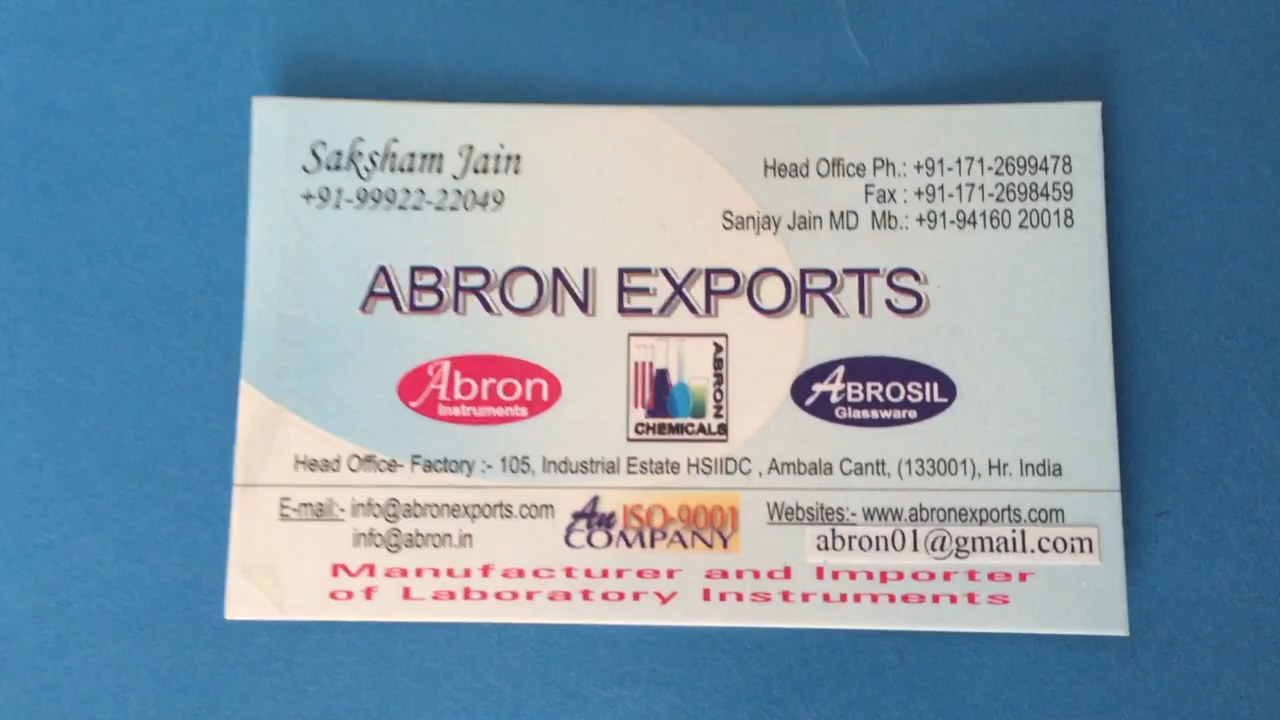 Saksham Jain
+91-99922-22049
Head Office Ph.: +91-171-2699478
Fax : +91-171-2698459
Sanjay Jain MD Mb.: +91-94160 20018
ABRON EXPORTS
Abron
Instruments
ABRON
CHEMICALS
ABROSIL
Glassware
Head Office- Factory :- 105, Industrial Estate HSIIDC , Ambala Cantt, (133001), Hr. India
E-mail:- info@abronexports.com
info@abron.in
An ISO-9001
COMPANY
Websites:- www.abronexports.com
abron01@gmail.com
Manufacturer and Importer
of Laboratory Instruments